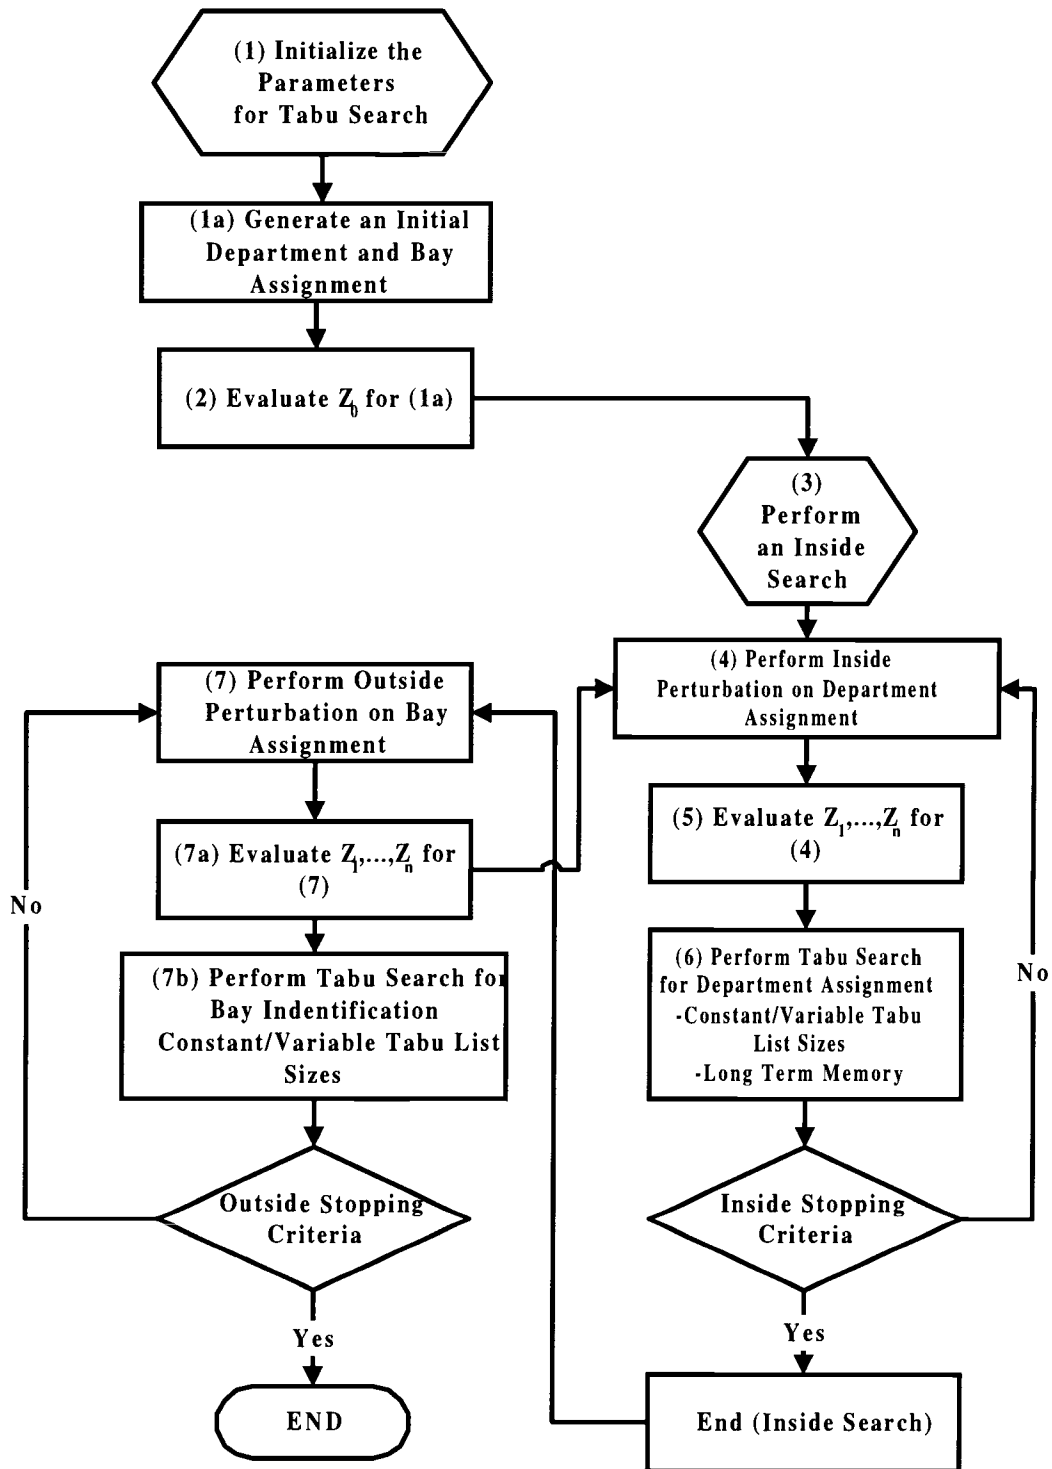 (1) Initialize the
Parameters
for Tabu Search
(1a) Generate an Initial
Department and Bay
Assignment
(2) Evaluate Z0 for (1a)
(3)
Perform
an Inside
Search
(4) Perform Inside
Perturbation on Department
Assignment
(5) Evaluate Z1,...,Zn for
(4)
(6) Perform Tabu Search
for Department Assignment
-Constant/Variable Tabu
List Sizes
-Long Term Memory
No
Inside Stopping
Criteria
Yes
End (Inside Search)
(7) Perform Outside
Perturbation on Bay
Assignment
(7a) Evaluate Z1,...,Zn for
(7)
No
(7b) Perform Tabu Search for
Bay Indentification
Constant/Variable Tabu List
Sizes
Outside Stopping
Criteria
Yes
END